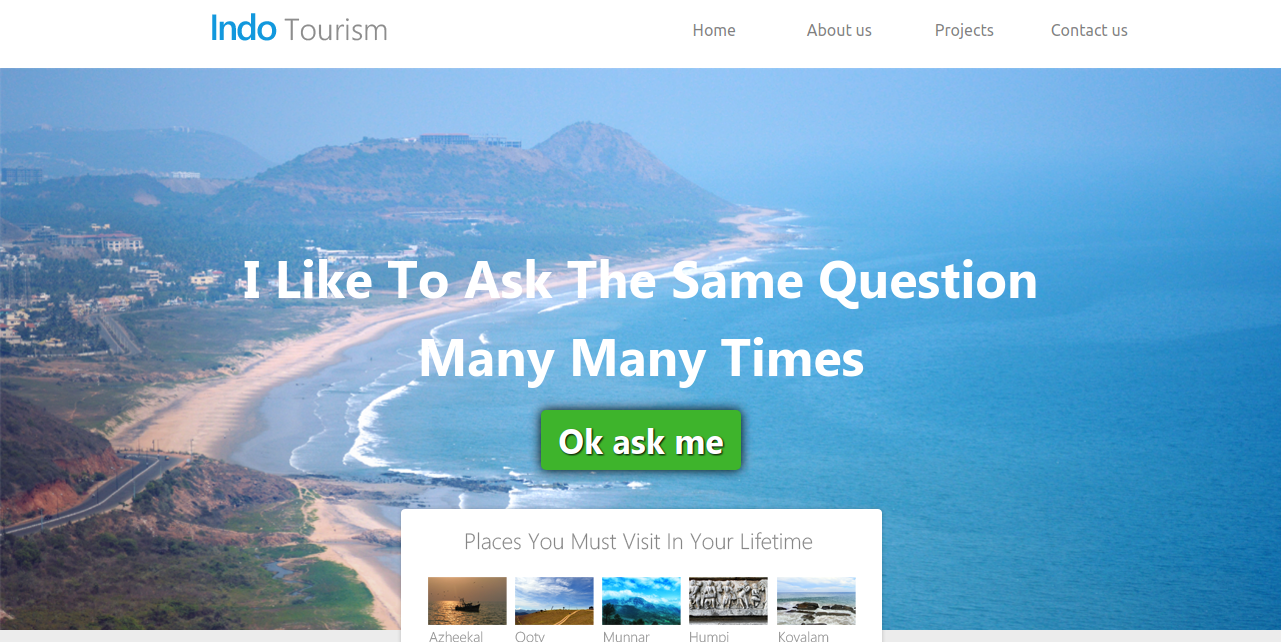 Indo Tourism
Home About us Projects Contact us
I Like To Ask The Same Question
Many Many Times
Ok ask me
Places You Must Visit In Your Lifetime
Azheekal Ooty Munnar Humpi Kovalam